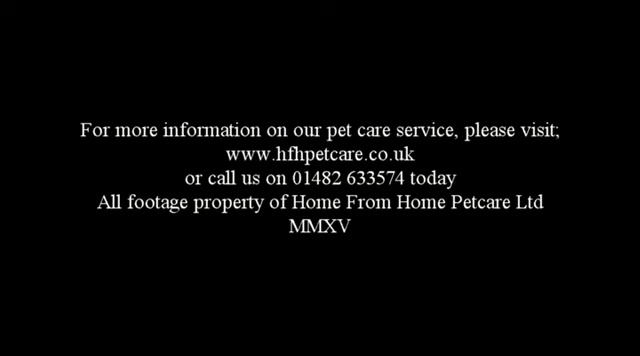 For more information on our pet care service, please visit;
www.hfhpetcare.co.uk
or call us on 01482 633574 today
All footage property of Home From Home Petcare Ltd
MMXV